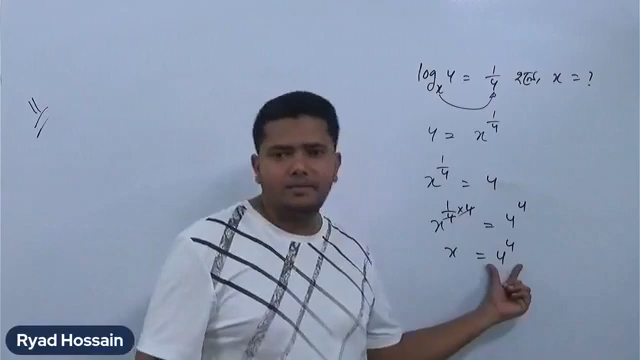 logₓ 4 = 1/4 হলে, x = ?
4 = x^(1/4)
x^(1/4) = 4
x^(1/4 × 4) = 4^4
x = 4^4
Ryad Hossain